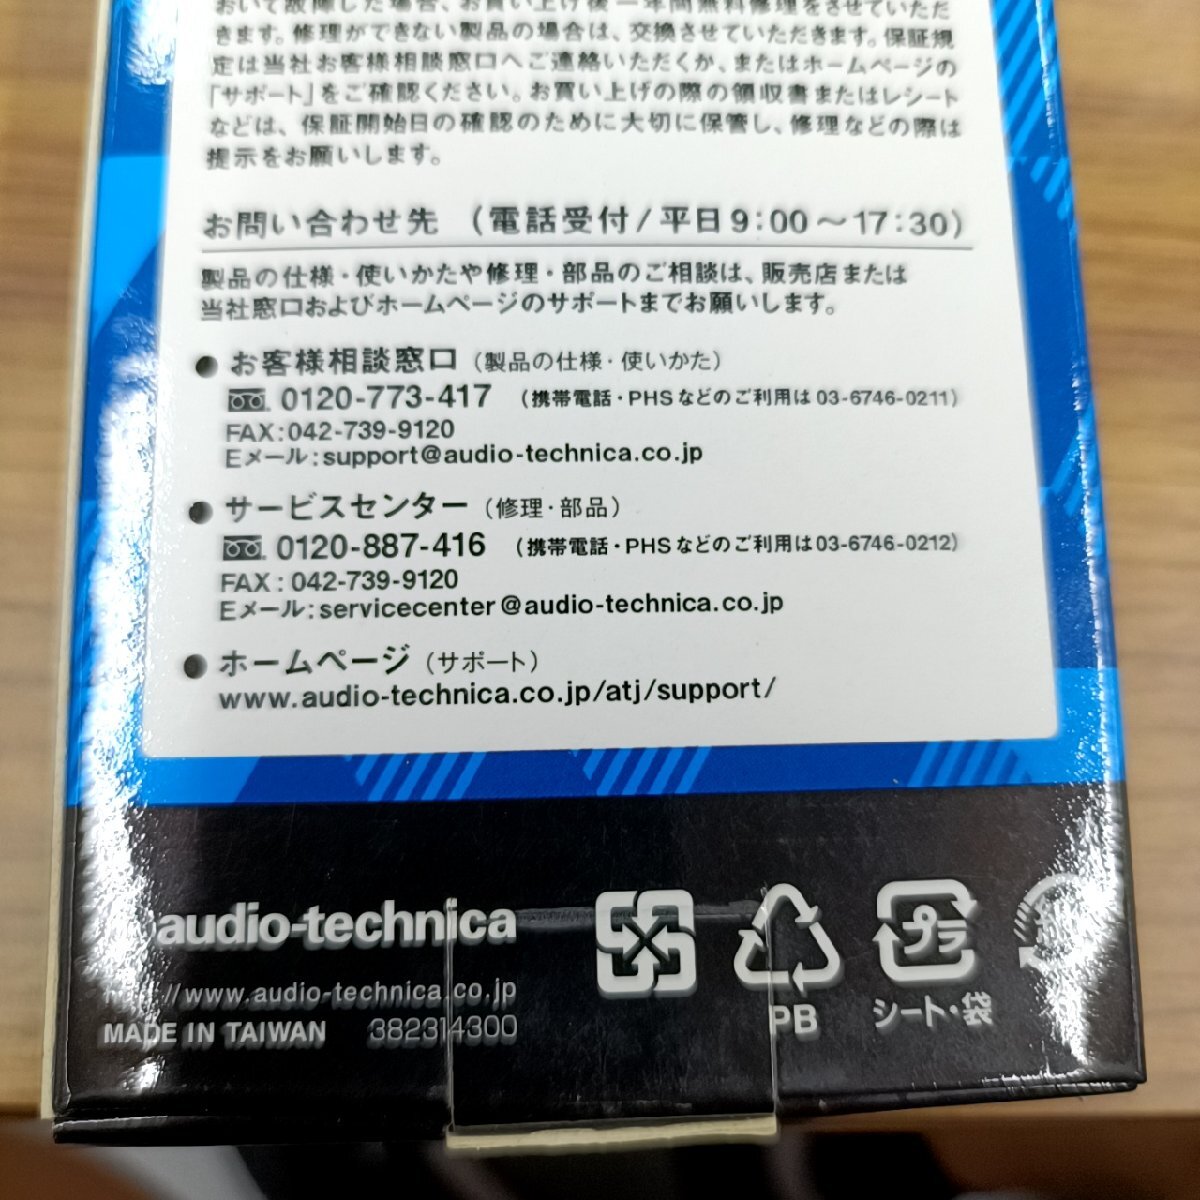 おいて故障した場合、お買い上げ後一年間無料修理をさせていただ
きます。修理ができない製品の場合は、交換させていただきます。保証規
定は当社お客様相談窓口へご連絡いただくか、またはホームページの
「サポート」をご確認ください。お買い上げの際の領収書またはレシート
などは、保証開始日の確認のために大切に保管し、修理などの際は
提示をお願いします。
お問い合わせ先 (電話受付/平日9:00～17:30)
製品の仕様・使いかたや修理・部品のご相談は、販売店または
当社窓口およびホームページのサポートまでお願いします。
●お客様相談窓口(製品の仕様・使いかた)
0120-773-417 (携帯電話・PHSなどのご利用は03-6746-0211)
FAX:042-739-9120
Eメール:support@audio-technica.co.jp
●サービスセンター(修理・部品)
0120-887-416 (携帯電話・PHSなどのご利用は03-6746-0212)
FAX:042-739-9120
Eメール:servicecenter@audio-technica.co.jp
●ホームページ(サポート)
www.audio-technica.co.jp/atj/support/
audio-technica
http://www.audio-technica.co.jp
MADE IN TAIWAN 382314300
PB
プラ
シート・袋